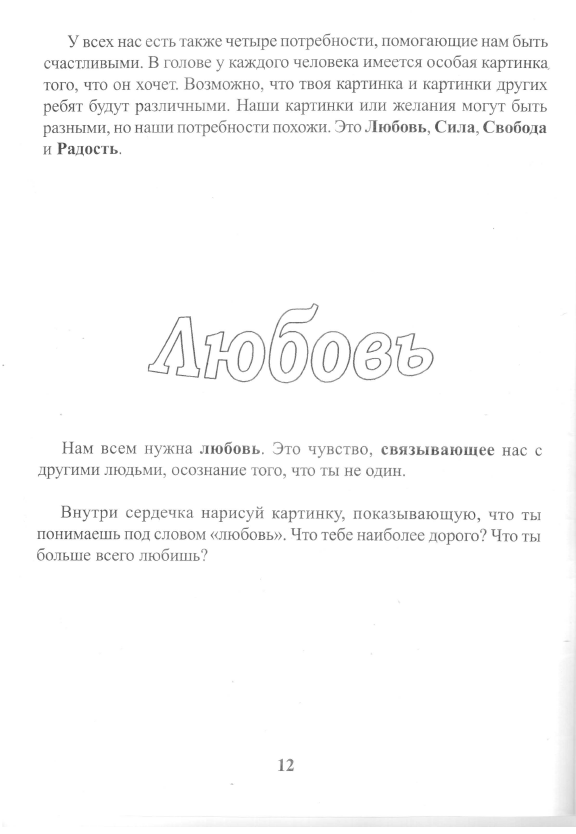 У всех нас есть также четыре потребности, помогающие нам быть
счастливыми. В голове у каждого человека имеется особая картинка
того, что он хочет. Возможно, что твоя картинка и картинки других
ребят будут различными. Наши картинки или желания могут быть
разными, но наши потребности похожи. Это Любовь, Сила, Свобода
и Радость.
Любовь
Нам всем нужна любовь. Это чувство, связывающее нас с
другими людьми, осознание того, что ты не один.
Внутри сердечка нарисуй картинку, показывающую, что ты
понимаешь под словом «любовь». Что тебе наиболее дорого? Что ты
больше всего любишь?
12